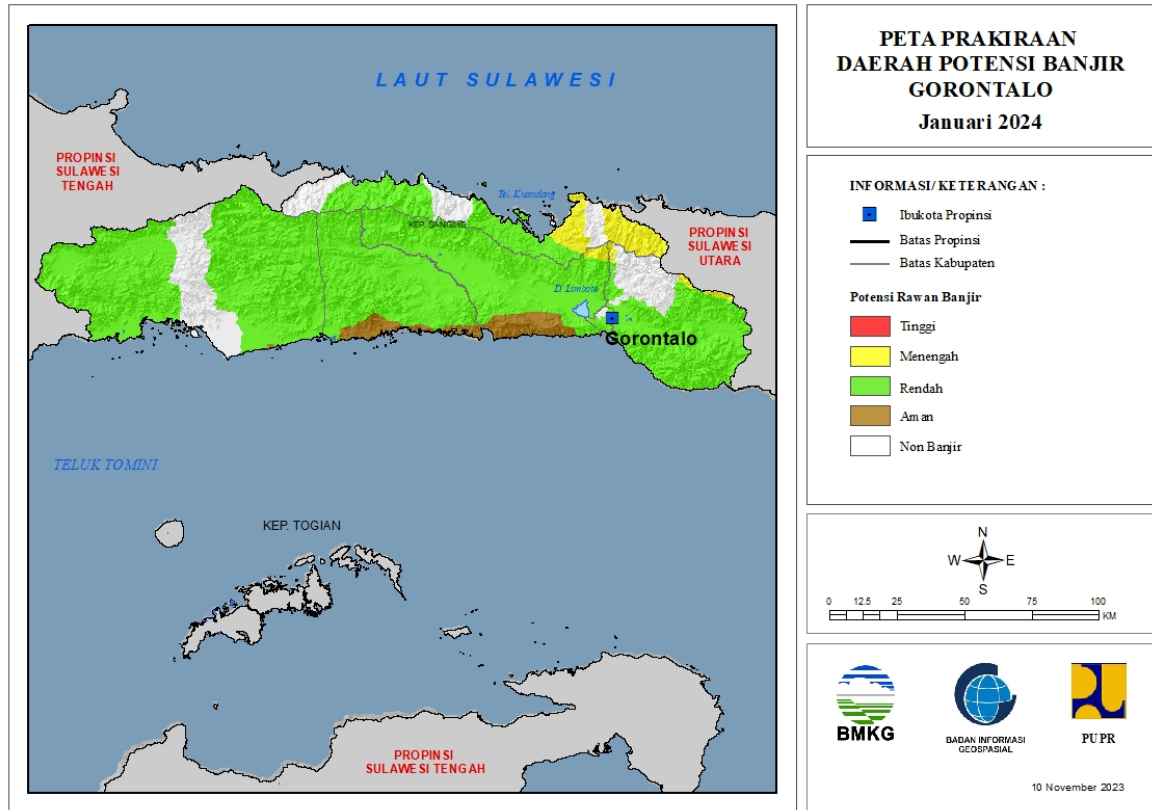 LAUT SULAWESI
PROPINSI
SULAWESI
TENGAH
Tel. Kuandang
KEP. SANGIHE
PROPINSI
SULAWESI
UTARA
D. Limboto
Gorontalo
TELUK TOMINI
KEP. TOGIAN
PROPINSI
SULAWESI TENGAH
PETA PRAKIRAAN
DAERAH POTENSI BANJIR
GORONTALO
Januari 2024
INFORMASI/KETERANGAN :
Ibukota Propinsi
Batas Propinsi
Batas Kabupaten
Potensi Rawan Banjir
Tinggi
Menengah
Rendah
Aman
Non Banjir
N
W E
S
0 12.5 25 50 75 100
KM
BMKG
BADAN INFORMASI
GEOSPASIAL
PUPR
10 November 2023